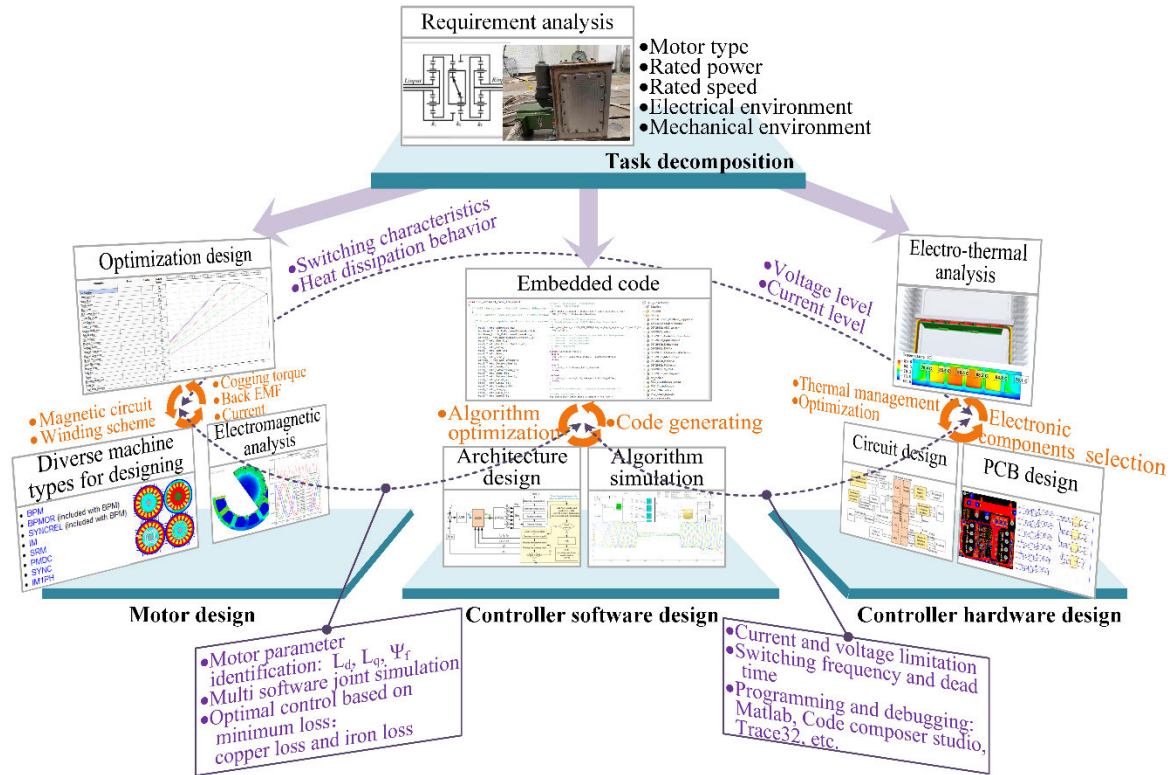 Requirement analysis
●Motor type
●Rated power
●Rated speed
●Electrical environment
●Mechanical environment
Task decomposition
Optimization design
●Switching characteristics
●Heat dissipation behavior
Embedded code
●Voltage level
●Current level
Electro-thermal
analysis
●Magnetic circuit
●Winding scheme
●Cogging torque
●Back EMF
●Current
●Algorithm
optimization
●Code generating
●Thermal management
●Optimization
●Electronic
components selection
Diverse machine
types for designing
• BPM
• BPMOR (included with BPM)
• SYNCREL (included with BPM)
• IM
• SRM
• PMDC
• SYNC
• IM1PH
Electromagnetic
analysis
Architecture
design
Algorithm
simulation
Circuit design
PCB design
Motor design
Controller software design
Controller hardware design
●Motor parameter
identification: L_d, L_q, Ψ_f
●Multi software joint simulation
●Optimal control based on
minimum loss:
copper loss and iron loss
●Current and voltage limitation
●Switching frequency and dead
time
●Programming and debugging:
Matlab, Code composer studio,
Trace32, etc.